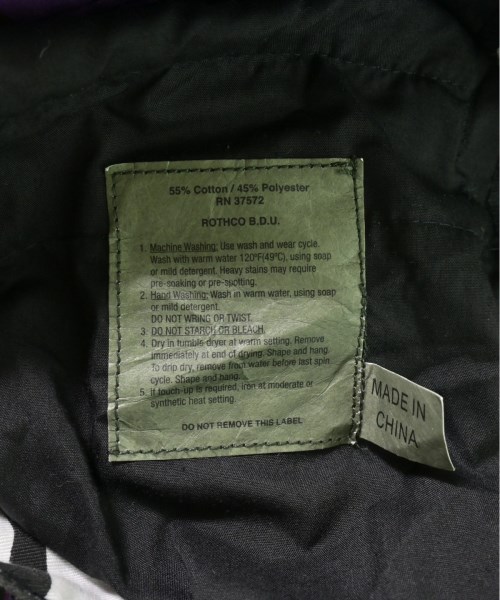 55% Cotton / 45% Polyester
RN 37572
ROTHCO B.D.U.
1. Machine Washing: Use wash and wear cycle.
Wash with warm water 120ºF(49ºC), using soap
or mild detergent. Heavy stains may require
pre-soaking or pre-spotting.
2. Hand Washing: Wash in warm water, using soap
or mild detergent.
DO NOT WRING OR TWIST.
3. DO NOT STARCH OR BLEACH.
4. Dry in tumble dryer at warm setting. Remove
immediately at end of drying. Shape and hang.
To drip dry, remove from water before last spin
cycle. Shape and hang.
5. If touch-up is required, iron at moderate or
synthetic heat setting.
DO NOT REMOVE THIS LABEL
MADE IN
CHINA